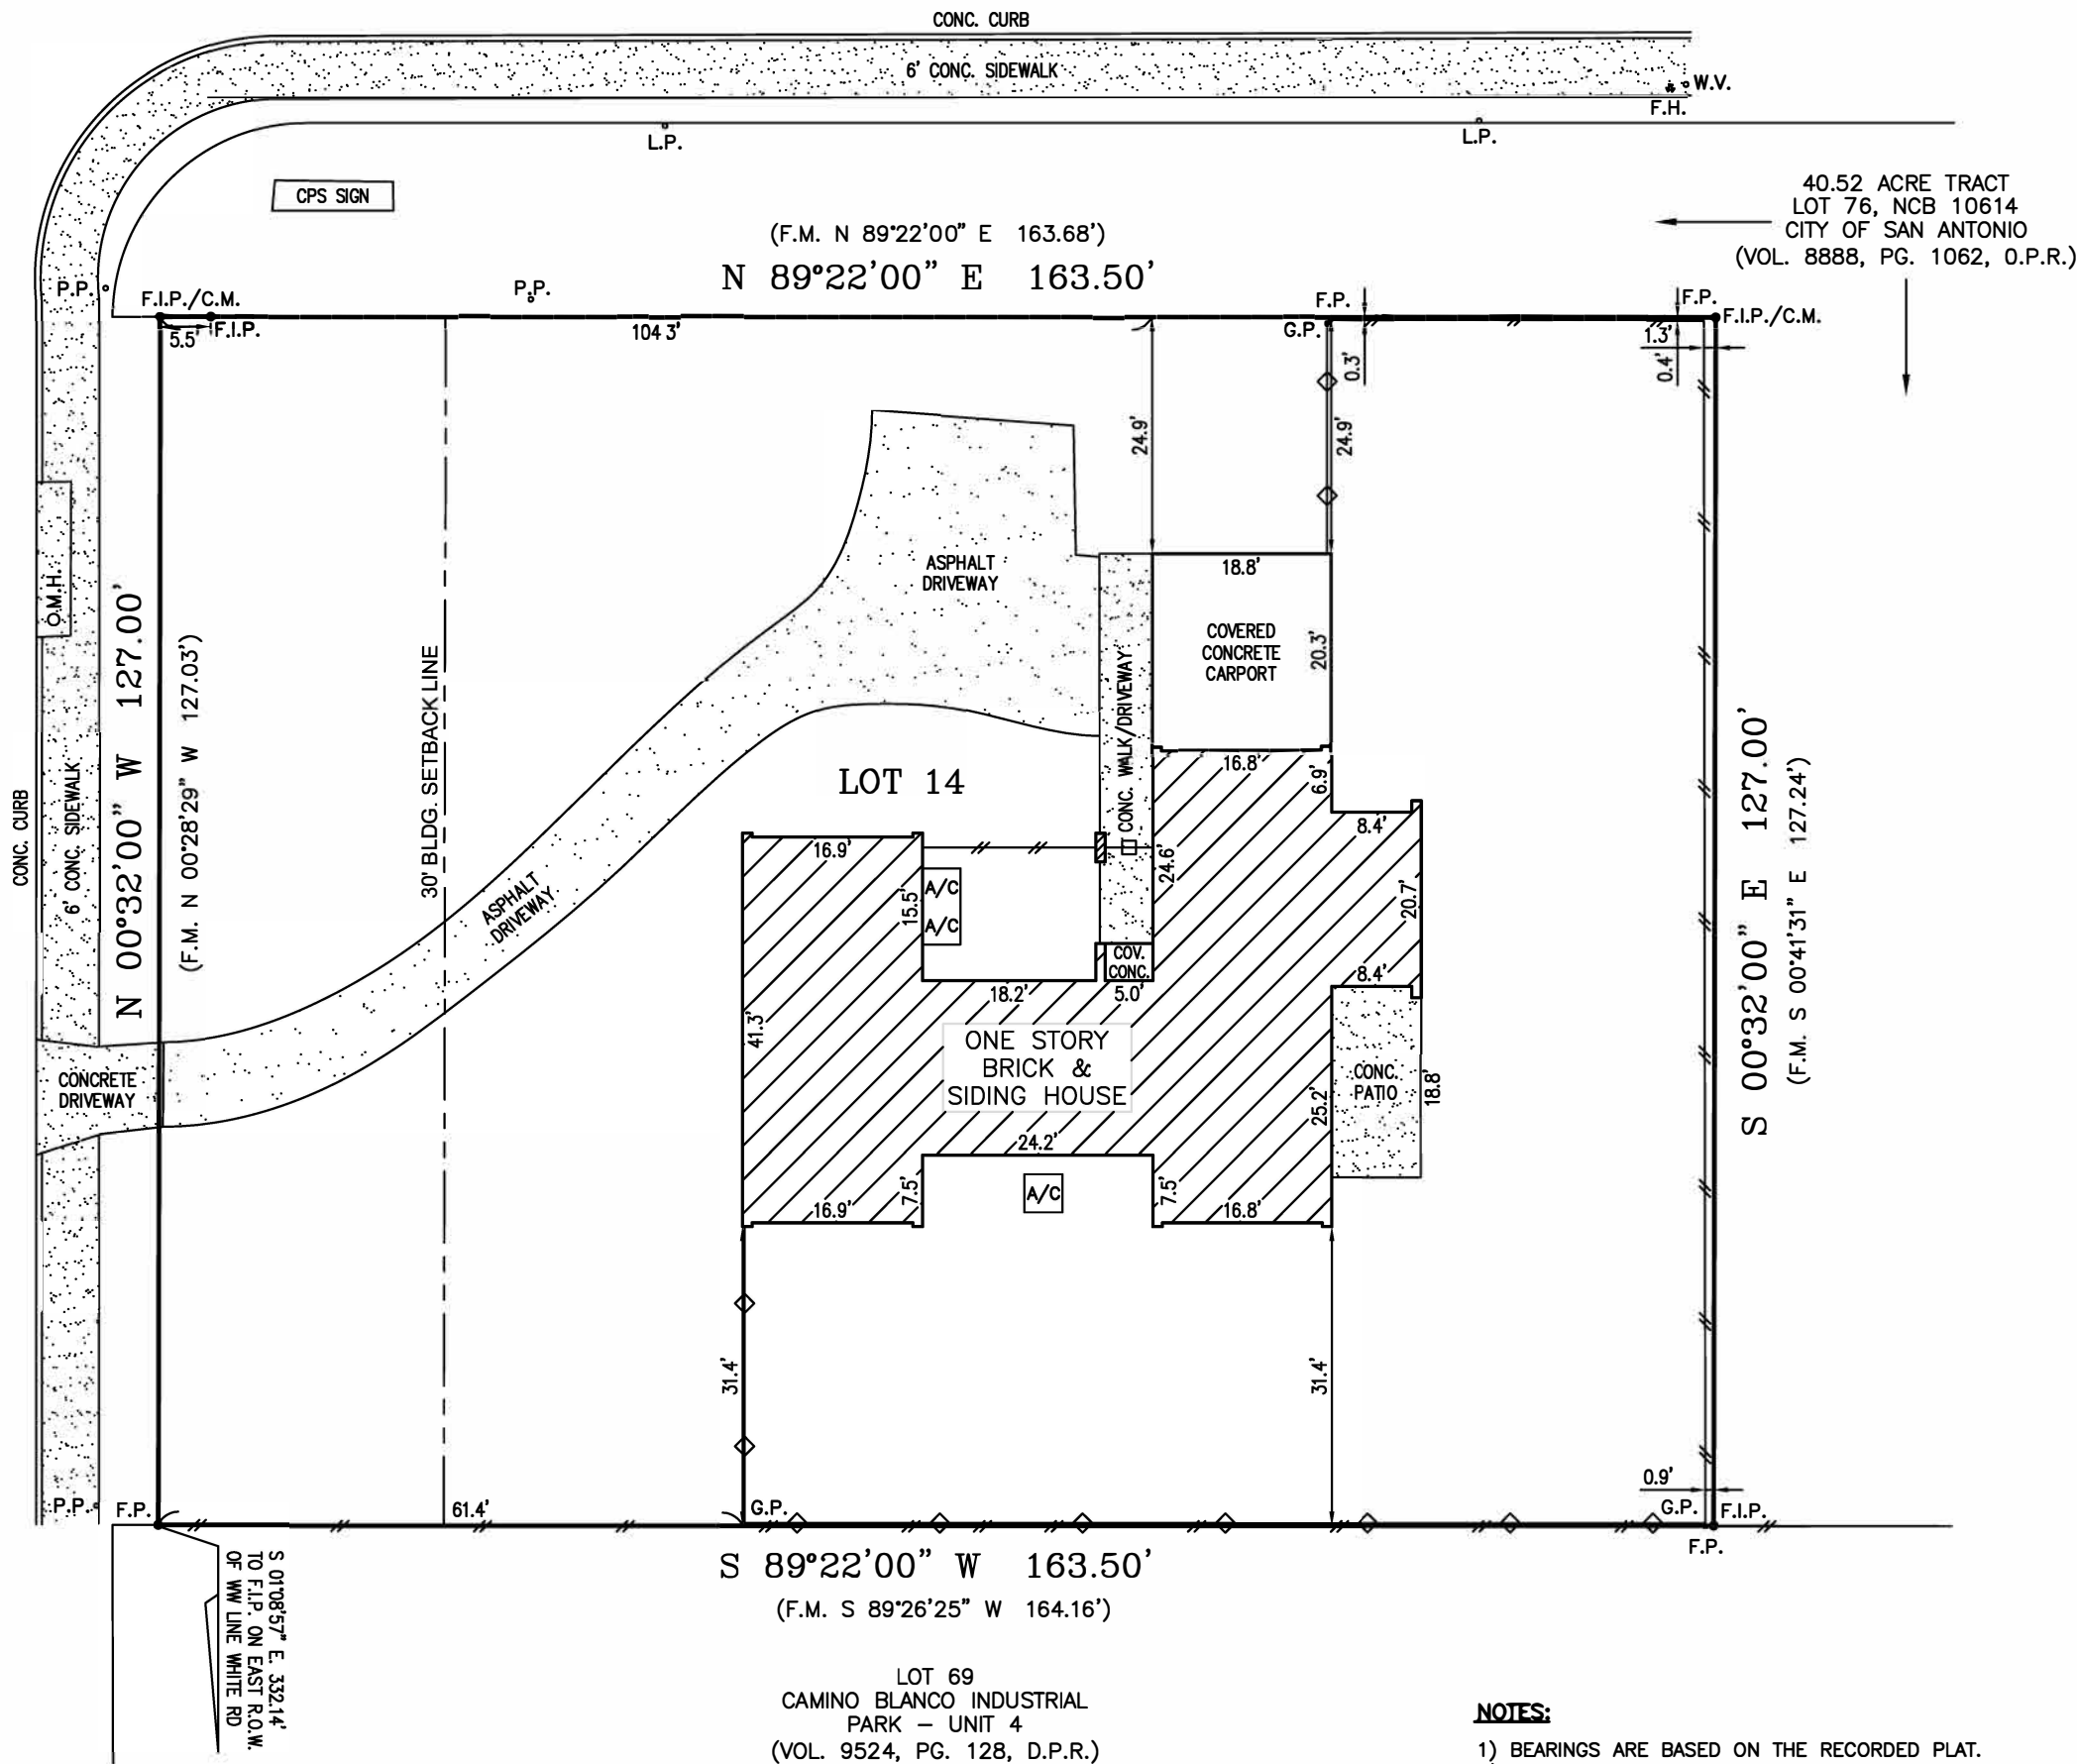 CONC. CURB
6' CONC. SIDEWALK
W.V.
F.H.
L.P.
L.P.
CPS SIGN
40.52 ACRE TRACT
LOT 76, NCB 10614
CITY OF SAN ANTONIO
(VOL. 8888, PG. 1062, O.P.R.)
(F.M. N 89°22'00" E 163.68')
N 89°22'00" E 163.50'
P.P.
F.I.P./C.M.
P.P.
F.P.
F.P.
F.I.P./C.M.
5.5'
F.I.P.
104.3'
G.P.
0.3'
1.3'
0.4'
24.9'
24.9'
ASPHALT
DRIVEWAY
18.8'
COVERED
CONCRETE
CARPORT
20.3'
O.M.H.
N 00°32'00" W 127.00'
(F.M. N 00°28'29" W 127.03')
30' BLDG. SETBACK LINE
CONC. WALK/DRIVEWAY
CONC. CURB
6' CONC. SIDEWALK
LOT 14
16.8'
6.9'
8.4'
16.9'
24.6'
A/C
A/C
15.5'
20.7'
ASPHALT
DRIVEWAY
COV.
CONC.
8.4'
18.2'
5.0'
41.3'
ONE STORY
BRICK &
SIDING HOUSE
CONC.
PATIO
18.8'
25.2'
S 00°32'00" E 127.00'
(F.M. S 00°41'31" E 127.24')
CONCRETE
DRIVEWAY
24.2'
7.5'
A/C
7.5'
16.9'
16.8'
31.4'
31.4'
0.9'
P.P.
F.P.
61.4'
G.P.
G.P.
F.I.P.
F.P.
S 89°22'00" W 163.50'
(F.M. S 89°26'25" W 164.16')
S 01°08'57" E. 332.14'
TO F.I.P. ON EAST R.O.W.
OF WW LINE WHITE RD
LOT 69
CAMINO BLANCO INDUSTRIAL
PARK – UNIT 4
(VOL. 9524, PG. 128, D.P.R.)
NOTES:
1) BEARINGS ARE BASED ON THE RECORDED PLAT.